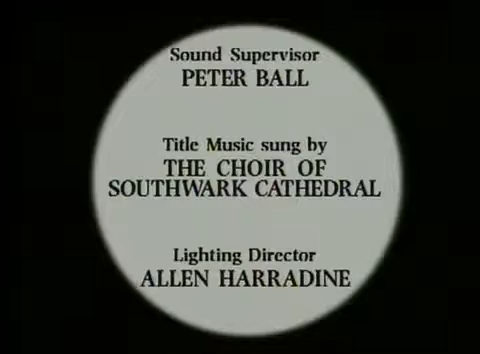 Sound Supervisor
PETER BALL
Title Music sung by
THE CHOIR OF
SOUTHWARK CATHEDRAL
Lighting Director
ALLEN HARRADINE